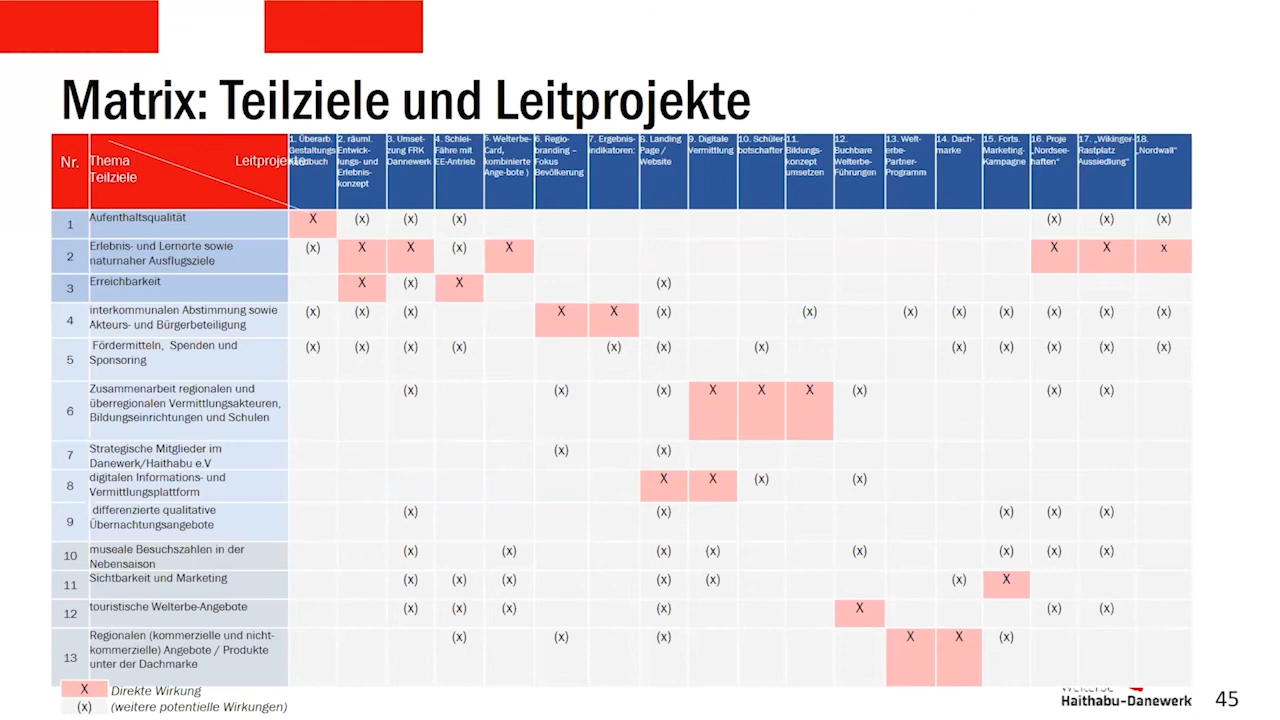 Matrix: Teilziele und Leitprojekte
Nr.
Thema Leitprojekte
Teilziele
1. Überarb.
Gestaltungs
handbuch
2. räuml.
Entwick-
lungs- und
Erlebnis-
konzept
3. Umset-
zung FRK
Dannewerk
4. Schlei-
Fähre mit
EE-Antrieb
5. Welterbe-
Card,
kombinierte
Ange-bote )
6. Regio-
branding –
Fokus
Bevölkerung
7. Ergebnis-
indikatoren:
8. Landing
Page /
Website
9. Digitale
Vermittlung
10. Schüler
botschafter
11.
Bildungs-
konzept
umsetzen
12.
Buchbare
Welterbe-
Führungen
13. Welt-
erbe-
Partner-
Programm
14. Dach-
marke
15. Forts.
Marketing-
Kampagne
16. Proje
„Nordsee-
haften“
17. „Wikinger-
Rastplatz
Aussiedlung“
18.
„Nordwall“
1 Aufenthaltsqualität X (x) (x) (x) (x) (x) (x)
2 Erlebnis- und Lernorte sowie
naturnaher Ausflugsziele (x) X X (x) X X X x
3 Erreichbarkeit X (x) X (x)
4 interkommunalen Abstimmung sowie
Akteurs- und Bürgerbeteiligung (x) (x) (x) X X (x) (x) (x) (x) (x) (x) (x) (x)
5 Fördermitteln, Spenden und
Sponsoring (x) (x) (x) (x) (x) (x) (x) (x) (x) (x) (x) (x)
6 Zusammenarbeit regionalen und
überregionalen Vermittlungsakteuren,
Bildungseinrichtungen und Schulen (x) (x) (x) X X X (x) (x) (x)
7 Strategische Mitglieder im
Danewerk/Haithabu e.V (x) (x)
8 digitalen Informations- und
Vermittlungsplattform X X (x) (x)
9 differenzierte qualitative
Übernachtungsangebote (x) (x) (x) (x) (x)
10 museale Besuchszahlen in der
Nebensaison (x) (x) (x) (x) (x) (x) (x) (x)
11 Sichtbarkeit und Marketing (x) (x) (x) (x) (x) (x) X
12 touristische Welterbe-Angebote (x) (x) (x) (x) X (x) (x)
13 Regionalen (kommerzielle und nicht-
kommerzielle) Angebote / Produkte
unter der Dachmarke (x) (x) (x) X X (x)
X Direkte Wirkung
(x) (weitere potentielle Wirkungen)
Welterbe
Haithabu-Danewerk
45